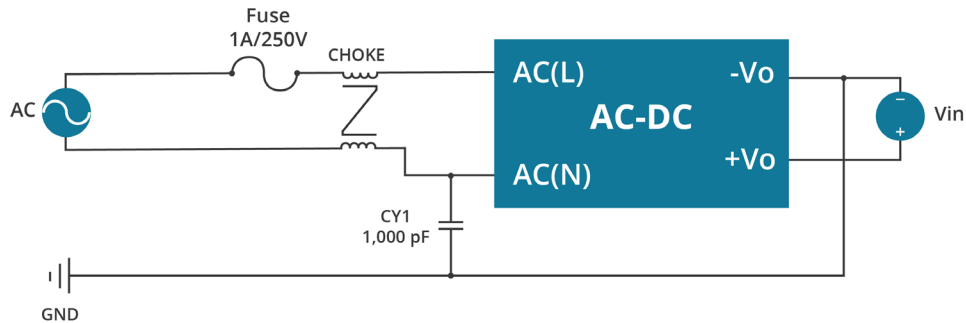 Fuse
1A/250V
CHOKE
AC
AC(L)
-Vo
AC-DC
Vin
+Vo
AC(N)
CY1
1,000 pF
GND